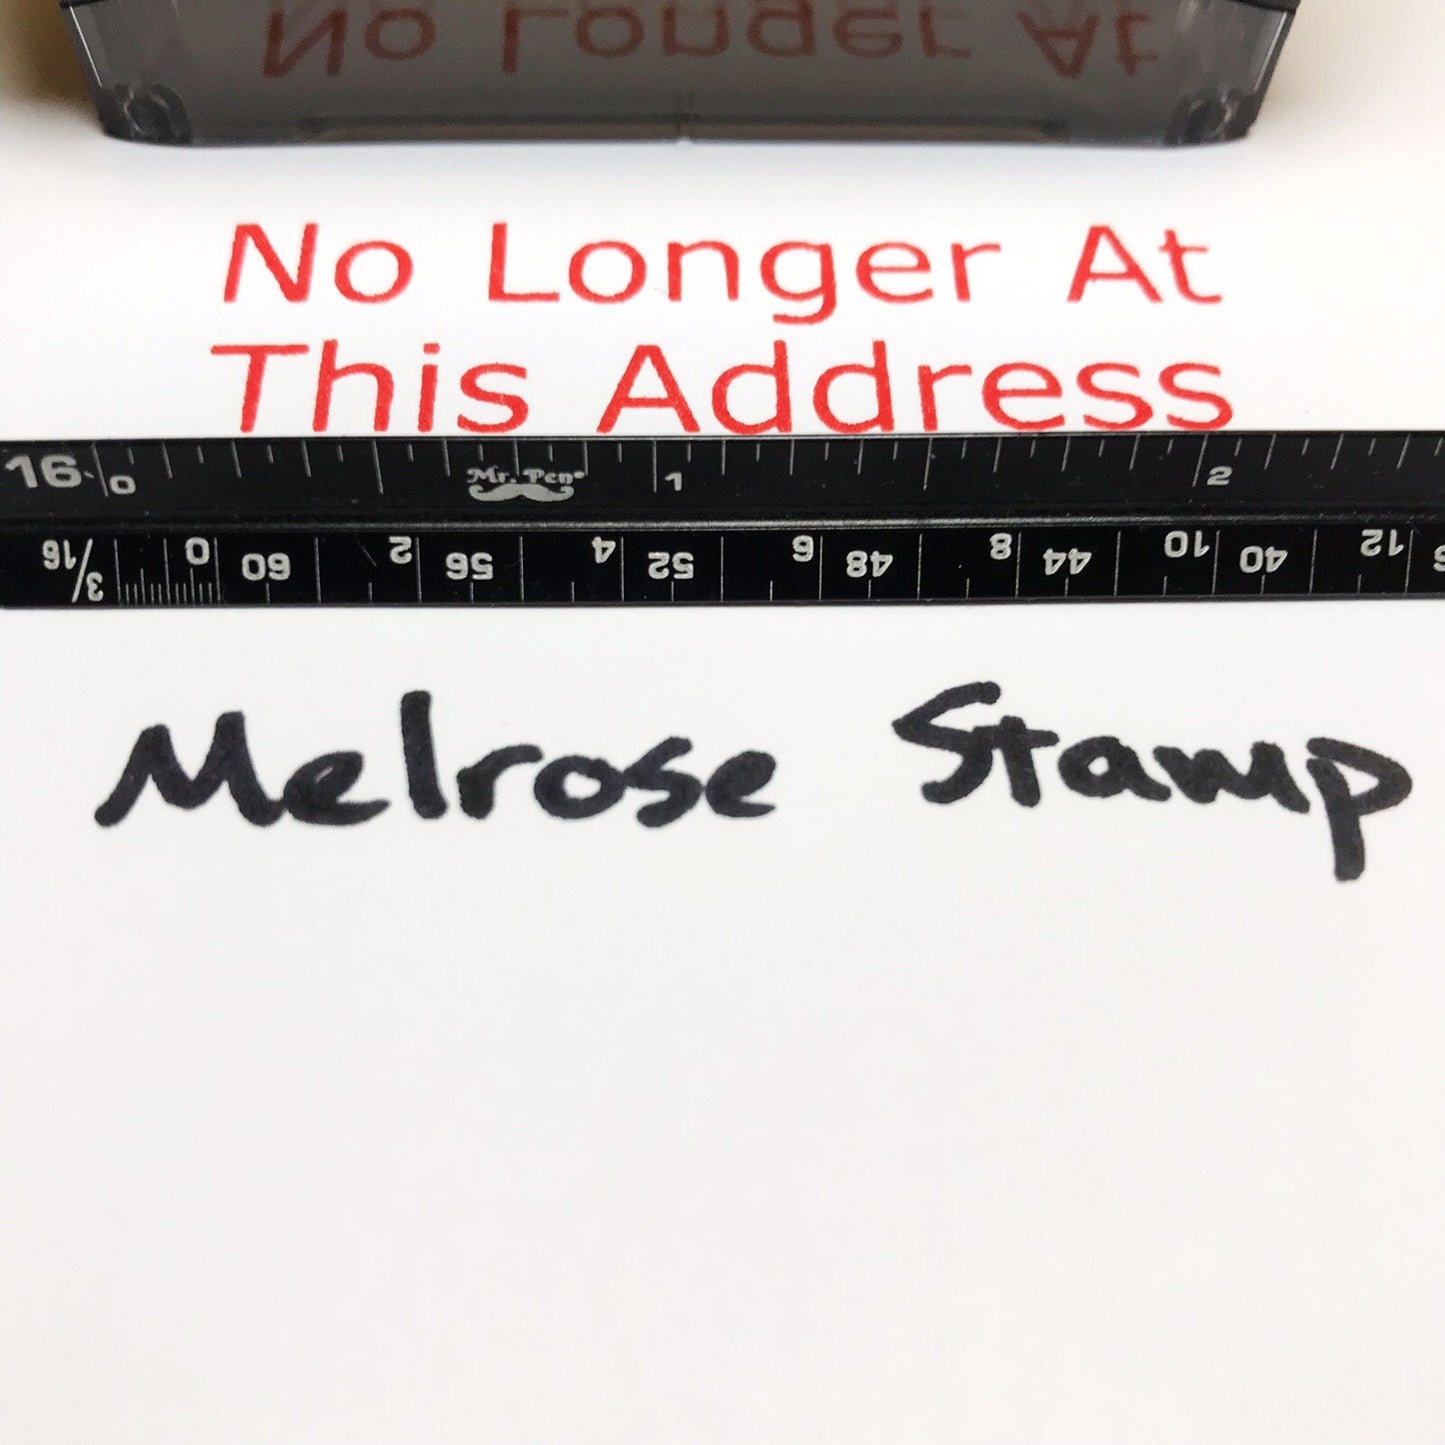 No Longer At
No Longer At
This Address
16 0 1 2
Mr. Pen
3/16 0 60 2 56 4 52 6 48 8 44 10 40 12
Melrose Stamp